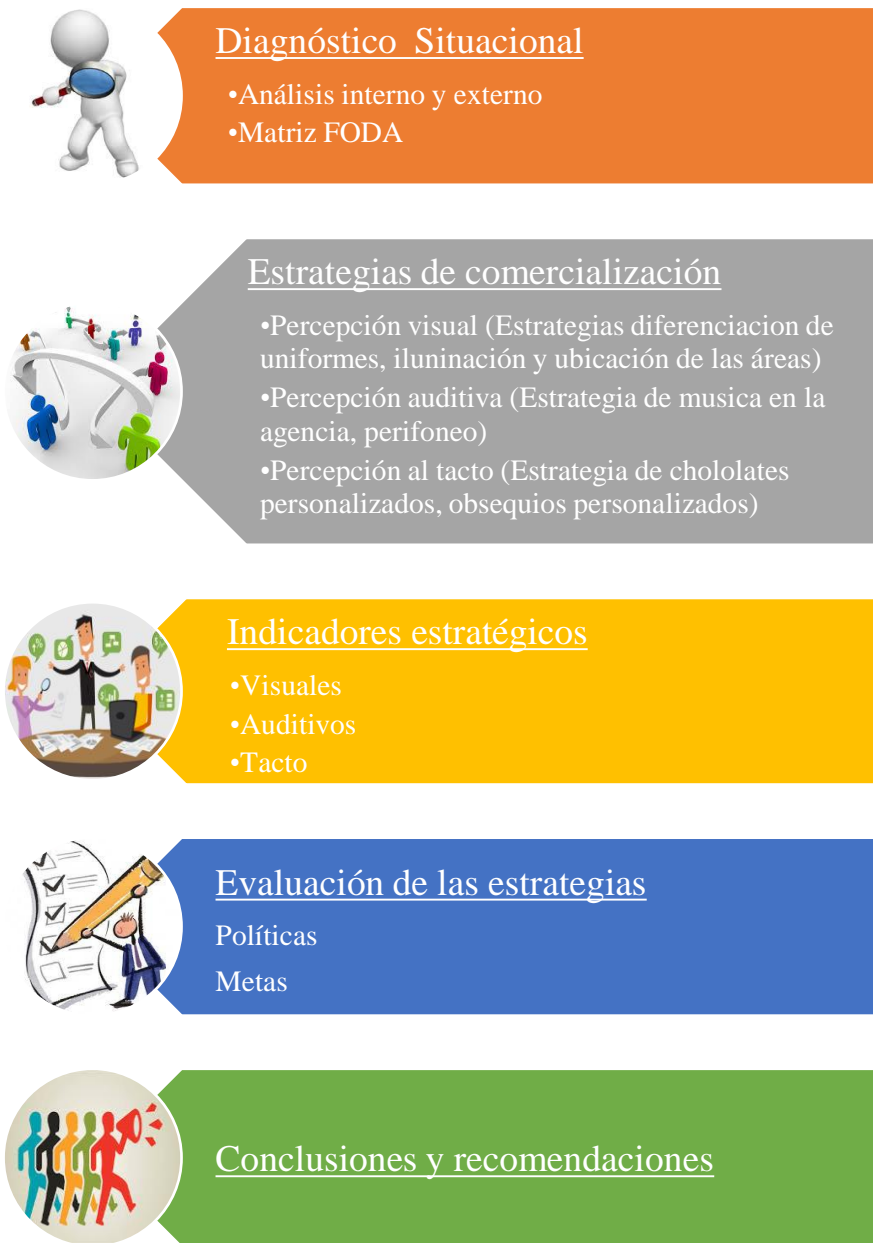 Diagnóstico Situacional
•Análisis interno y externo
•Matriz FODA
Estrategias de comercialización
•Percepción visual (Estrategias diferenciacion de
uniformes, iluninación y ubicación de las áreas)
•Percepción auditiva (Estrategia de musica en la
agencia, perifoneo)
•Percepción al tacto (Estrategia de chololates
personalizados, obsequios personalizados)
Indicadores estratégicos
•Visuales
•Auditivos
•Tacto
Evaluación de las estrategias
Políticas
Metas
Conclusiones y recomendaciones